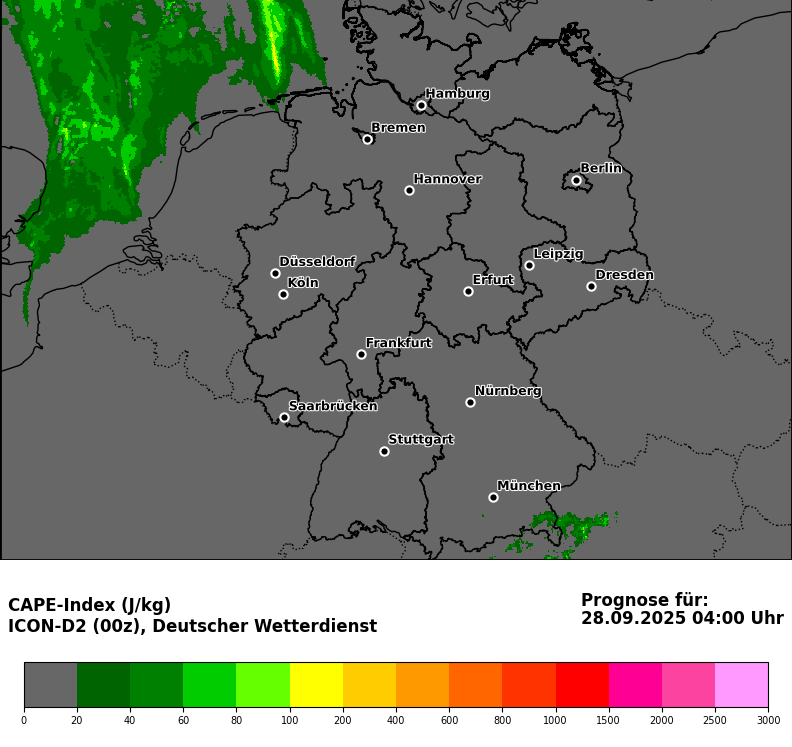 Hamburg
Bremen
Berlin
Hannover
Leipzig
Düsseldorf
Dresden
Köln
Erfurt
Frankfurt
Nürnberg
Saarbrücken
Stuttgart
München
CAPE-Index (J/kg)
ICON-D2 (00z), Deutscher Wetterdienst
Prognose für:
28.09.2025 04:00 Uhr
0 20 40 60 80 100 200 400 600 800 1000 1500 2000 2500 3000